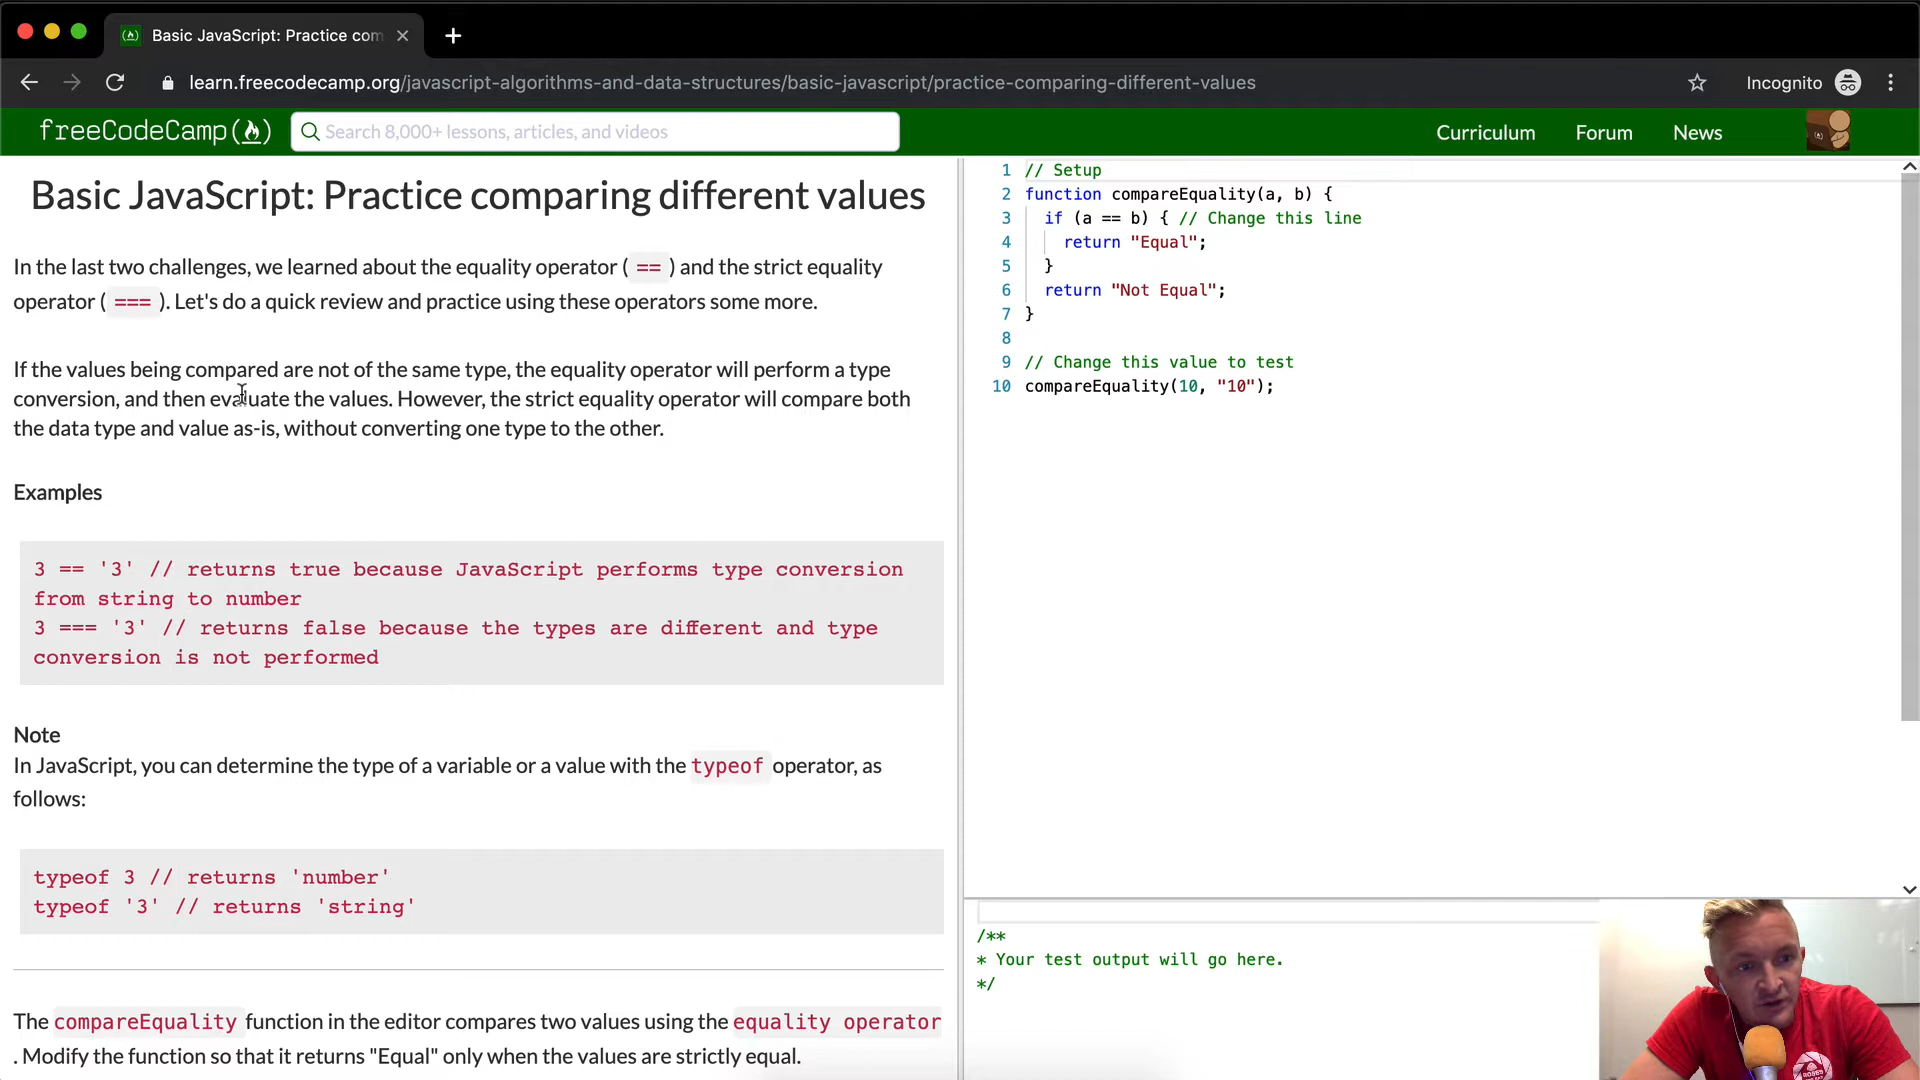 Basic JavaScript: Practice com
learn.freecodecamp.org/javascript-algorithms-and-data-structures/basic-javascript/practice-comparing-different-values
Incognito
freeCodeCamp
Search 8,000+ lessons, articles, and videos
Curriculum
Forum
News
Basic JavaScript: Practice comparing different values
In the last two challenges, we learned about the equality operator ( == ) and the strict equality
operator ( === ). Let's do a quick review and practice using these operators some more.
If the values being compared are not of the same type, the equality operator will perform a type
conversion, and then evaluate the values. However, the strict equality operator will compare both
the data type and value as-is, without converting one type to the other.
Examples
3 == '3' // returns true because JavaScript performs type conversion
from string to number
3 === '3' // returns false because the types are different and type
conversion is not performed
Note
In JavaScript, you can determine the type of a variable or a value with the typeof operator, as
follows:
typeof 3 // returns 'number'
typeof '3' // returns 'string'
The compareEquality function in the editor compares two values using the equality operator
. Modify the function so that it returns "Equal" only when the values are strictly equal.
1 // Setup
2 function compareEquality(a, b) {
3 if (a == b) { // Change this line
4 return "Equal";
5 }
6 return "Not Equal";
7 }
8
9 // Change this value to test
10 compareEquality(10, "10");
/**
* Your test output will go here.
*/